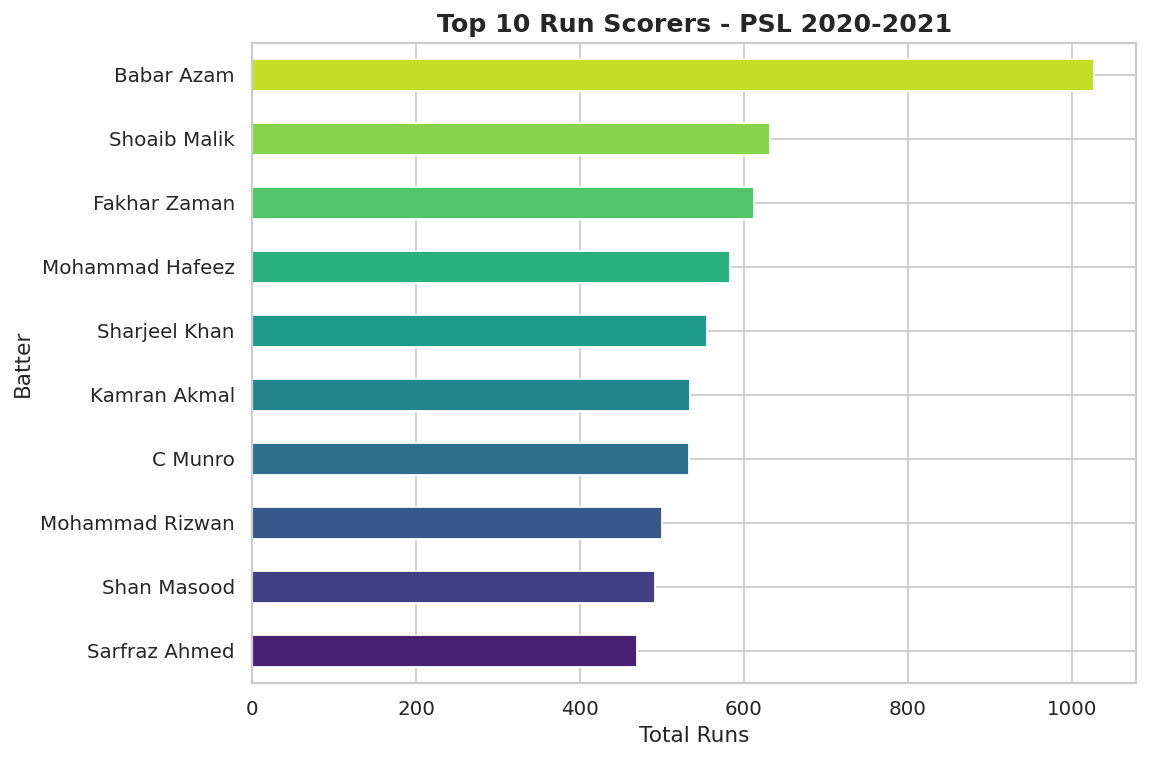 Top 10 Run Scorers - PSL 2020-2021
Babar Azam
Shoaib Malik
Fakhar Zaman
Mohammad Hafeez
Sharjeel Khan
Kamran Akmal
C Munro
Mohammad Rizwan
Shan Masood
Sarfraz Ahmed
Batter
0 200 400 600 800 1000
Total Runs